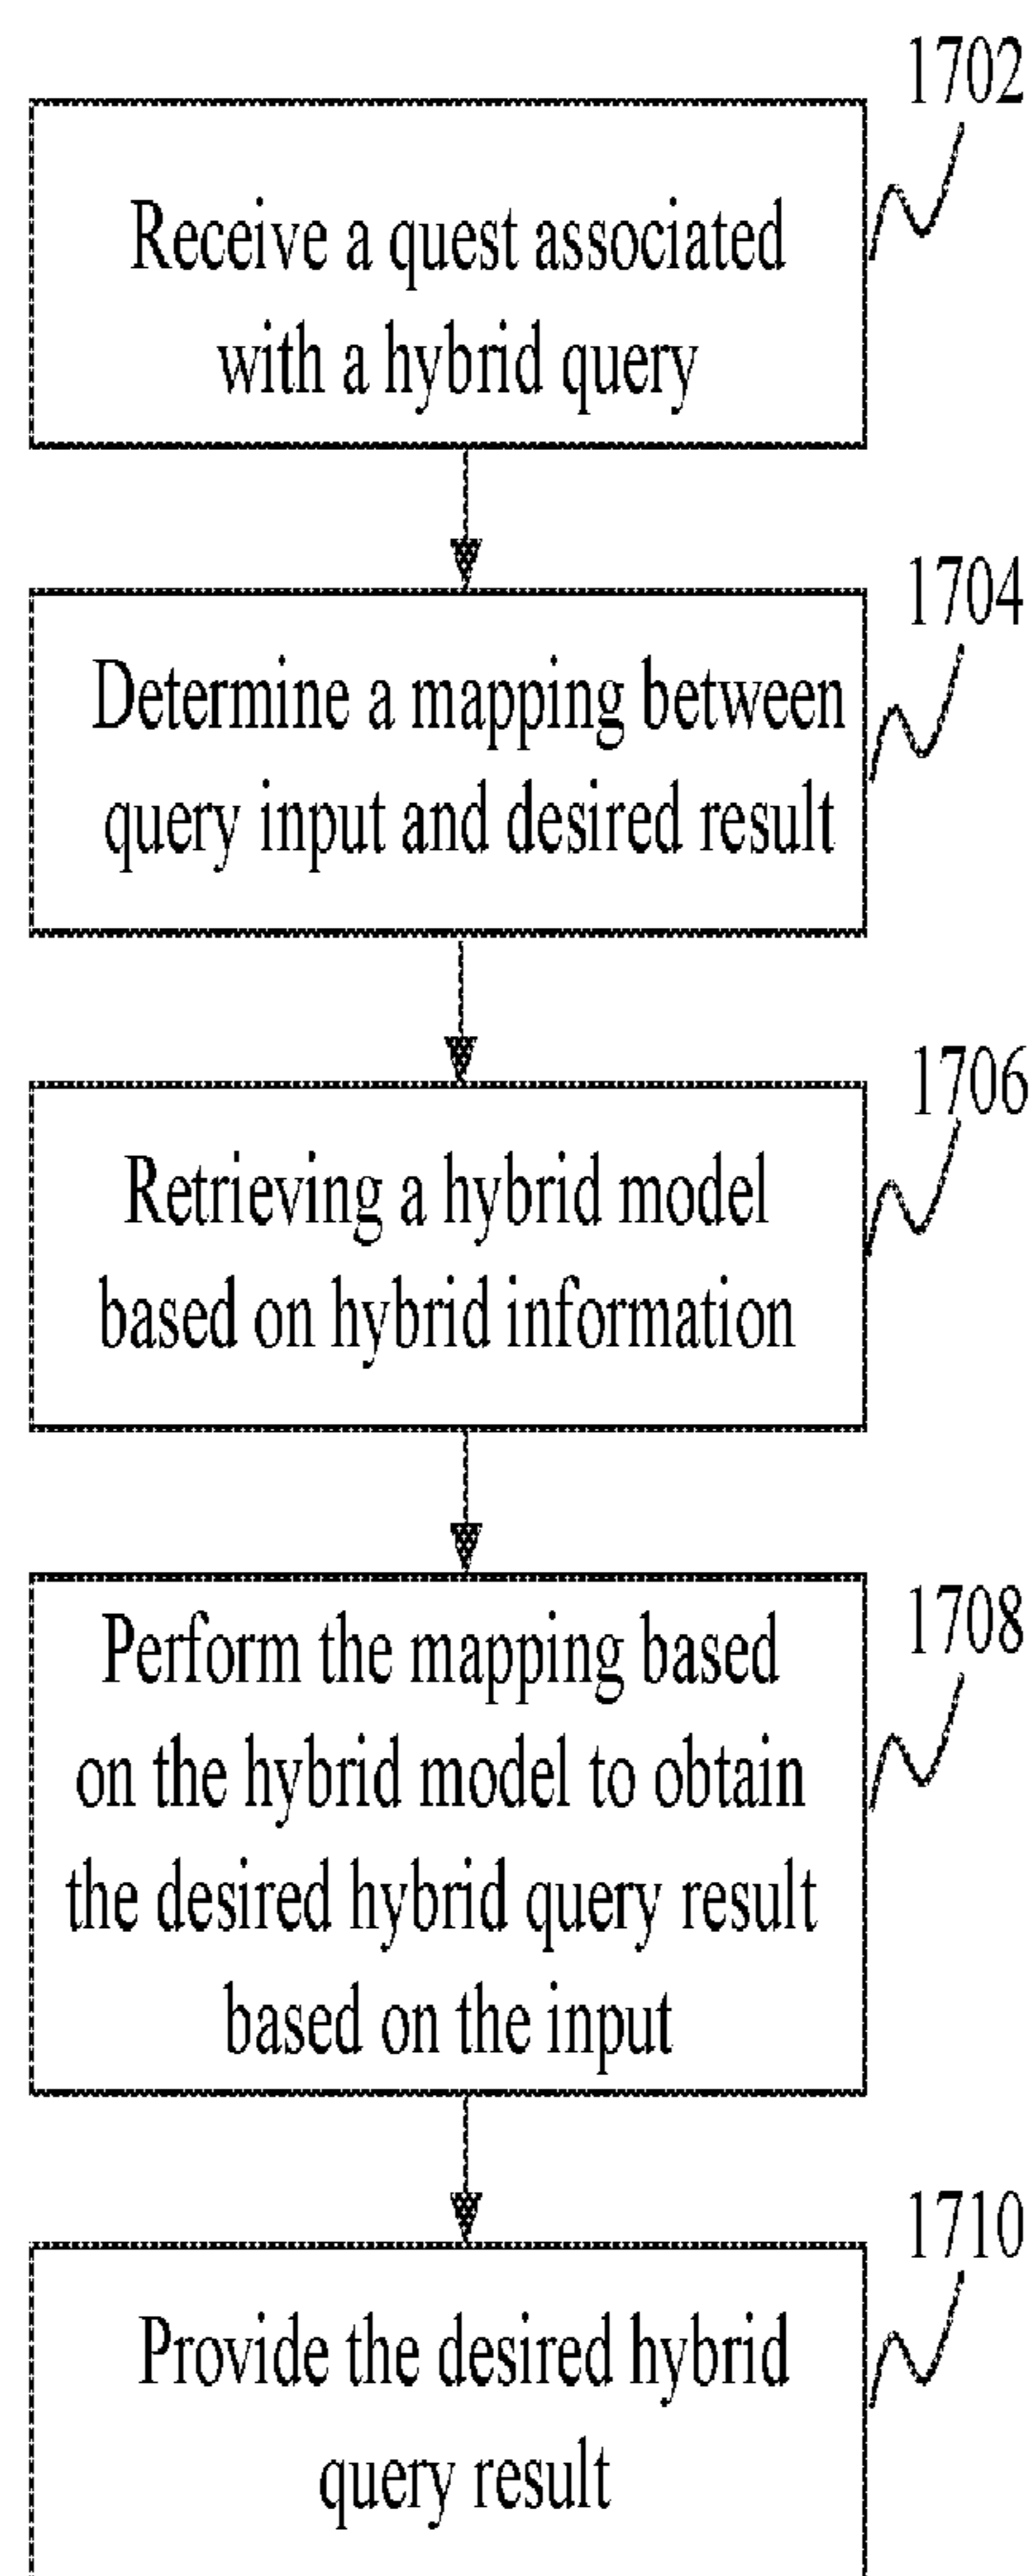 1702
Receive a quest associated
with a hybrid query
1704
Determine a mapping between
query input and desired result
1706
Retrieving a hybrid model
based on hybrid information
1708
Perform the mapping based
on the hybrid model to obtain
the desired hybrid query result
based on the input
1710
Provide the desired hybrid
query result